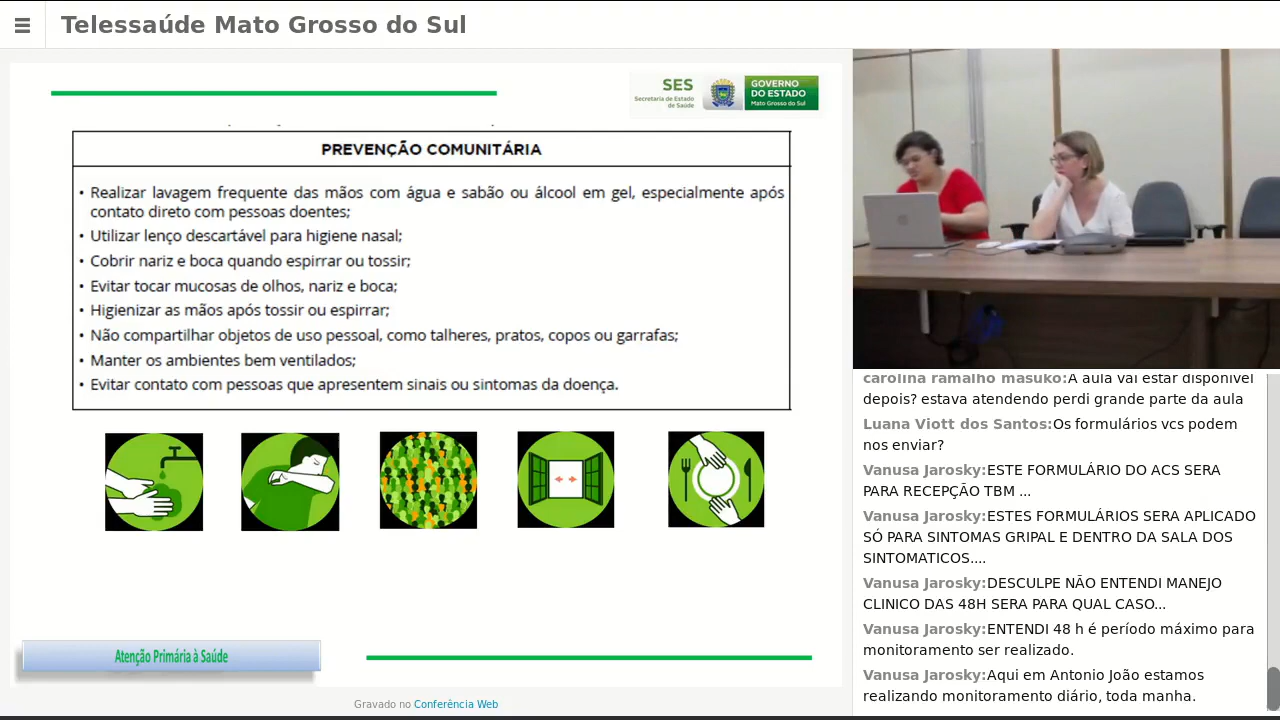 Telessaúde Mato Grosso do Sul
SES
Secretaria de Estado
de Saúde
GOVERNO
DO ESTADO
Mato Grosso do Sul
PREVENÇÃO COMUNITÁRIA
• Realizar lavagem frequente das mãos com água e sabão ou álcool em gel, especialmente após
contato direto com pessoas doentes;
• Utilizar lenço descartável para higiene nasal;
• Cobrir nariz e boca quando espirrar ou tossir;
• Evitar tocar mucosas de olhos, nariz e boca;
• Higienizar as mãos após tossir ou espirrar;
• Não compartilhar objetos de uso pessoal, como talheres, pratos, copos ou garrafas;
• Manter os ambientes bem ventilados;
• Evitar contato com pessoas que apresentem sinais ou sintomas da doença.
Atenção Primária à Saúde
Gravado no Conferência Web
carolina ramalho masuko:A aula vai estar disponivel
depois? estava atendendo perdi grande parte da aula
Luana Viott dos Santos:Os formulários vcs podem
nos enviar?
Vanusa Jarosky:ESTE FORMULÁRIO DO ACS SERA
PARA RECEPÇÃO TBM ...
Vanusa Jarosky:ESTES FORMULÁRIOS SERA APLICADO
SÓ PARA SINTOMAS GRIPAL E DENTRO DA SALA DOS
SINTOMATICOS....
Vanusa Jarosky:DESCULPE NÃO ENTENDI MANEJO
CLINICO DAS 48H SERA PARA QUAL CASO...
Vanusa Jarosky:ENTENDI 48 h é período máximo para
monitoramento ser realizado.
Vanusa Jarosky:Aqui em Antonio João estamos
realizando monitoramento diário, toda manha.